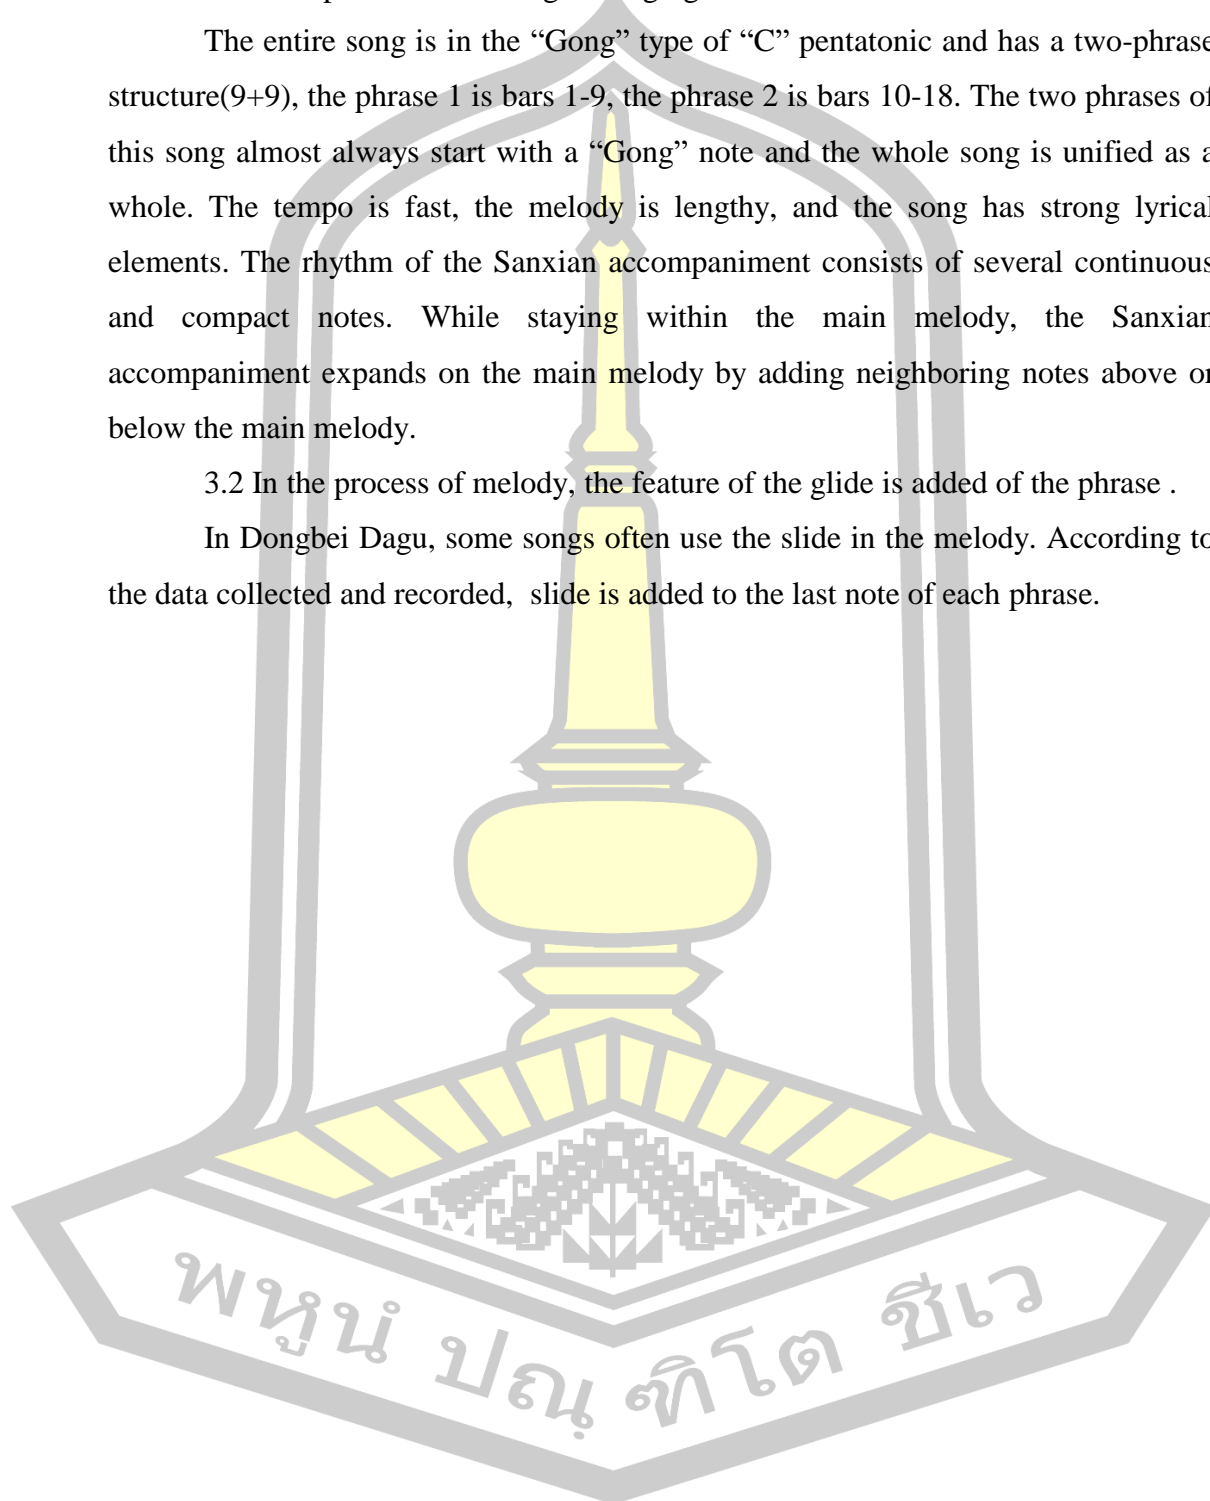 The entire song is in the “Gong” type of “C” pentatonic and has a two-phrase
structure(9+9), the phrase 1 is bars 1-9, the phrase 2 is bars 10-18. The two phrases of
this song almost always start with a “Gong” note and the whole song is unified as a
whole. The tempo is fast, the melody is lengthy, and the song has strong lyrical
elements. The rhythm of the Sanxian accompaniment consists of several continuous
and compact notes. While staying within the main melody, the Sanxian
accompaniment expands on the main melody by adding neighboring notes above or
below the main melody.
3.2 In the process of melody, the feature of the glide is added of the phrase .
In Dongbei Dagu, some songs often use the slide in the melody. According to
the data collected and recorded,  slide is added to the last note of each phrase.
พหูนํ ปณฺฑิโต ชีเว